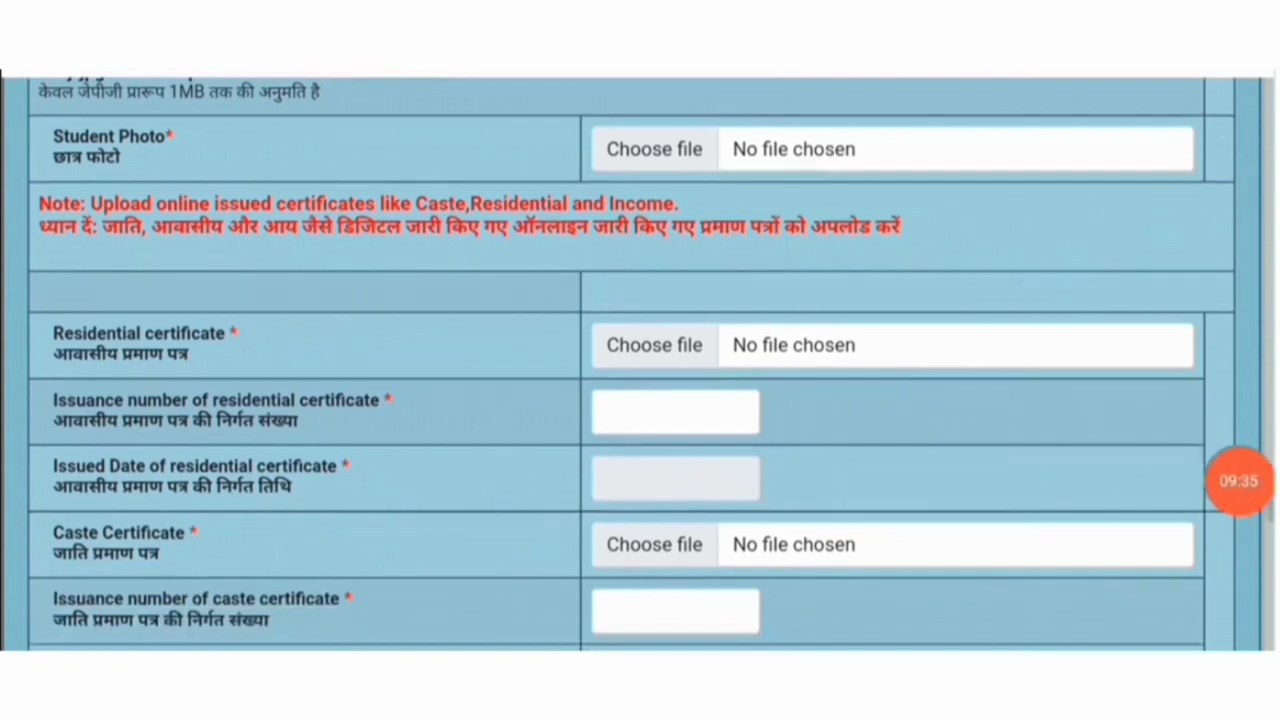 केवल जेपीजी प्रारूप 1MB तक की अनुमति है
Student Photo*
छात्र फोटो
Choose file No file chosen
Note: Upload online issued certificates like Caste,Residential and Income.
ध्यान दें: जाति, आवासीय और आय जैसे डिजिटल जारी किए गए ऑनलाइन जारी किए गए प्रमाण पत्रों को अपलोड करें
Residential certificate *
आवासीय प्रमाण पत्र
Choose file No file chosen
Issuance number of residential certificate *
आवासीय प्रमाण पत्र की निर्गत संख्या
Issued Date of residential certificate *
आवासीय प्रमाण पत्र की निर्गत तिथि
09:35
Caste Certificate *
जाति प्रमाण पत्र
Choose file No file chosen
Issuance number of caste certificate *
जाति प्रमाण पत्र की निर्गत संख्या